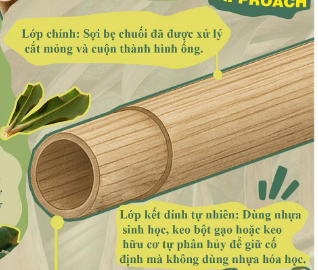 APPROACH
Lớp chính: Sợi bẹ chuối đã được xử lý
cắt mỏng và cuộn thành hình ống.
Lớp kết dính tự nhiên: Dùng nhựa
sinh học, keo bột gạo hoặc keo
hữu cơ tự phân hủy để giữ cố
định mà không dùng nhựa hóa học.